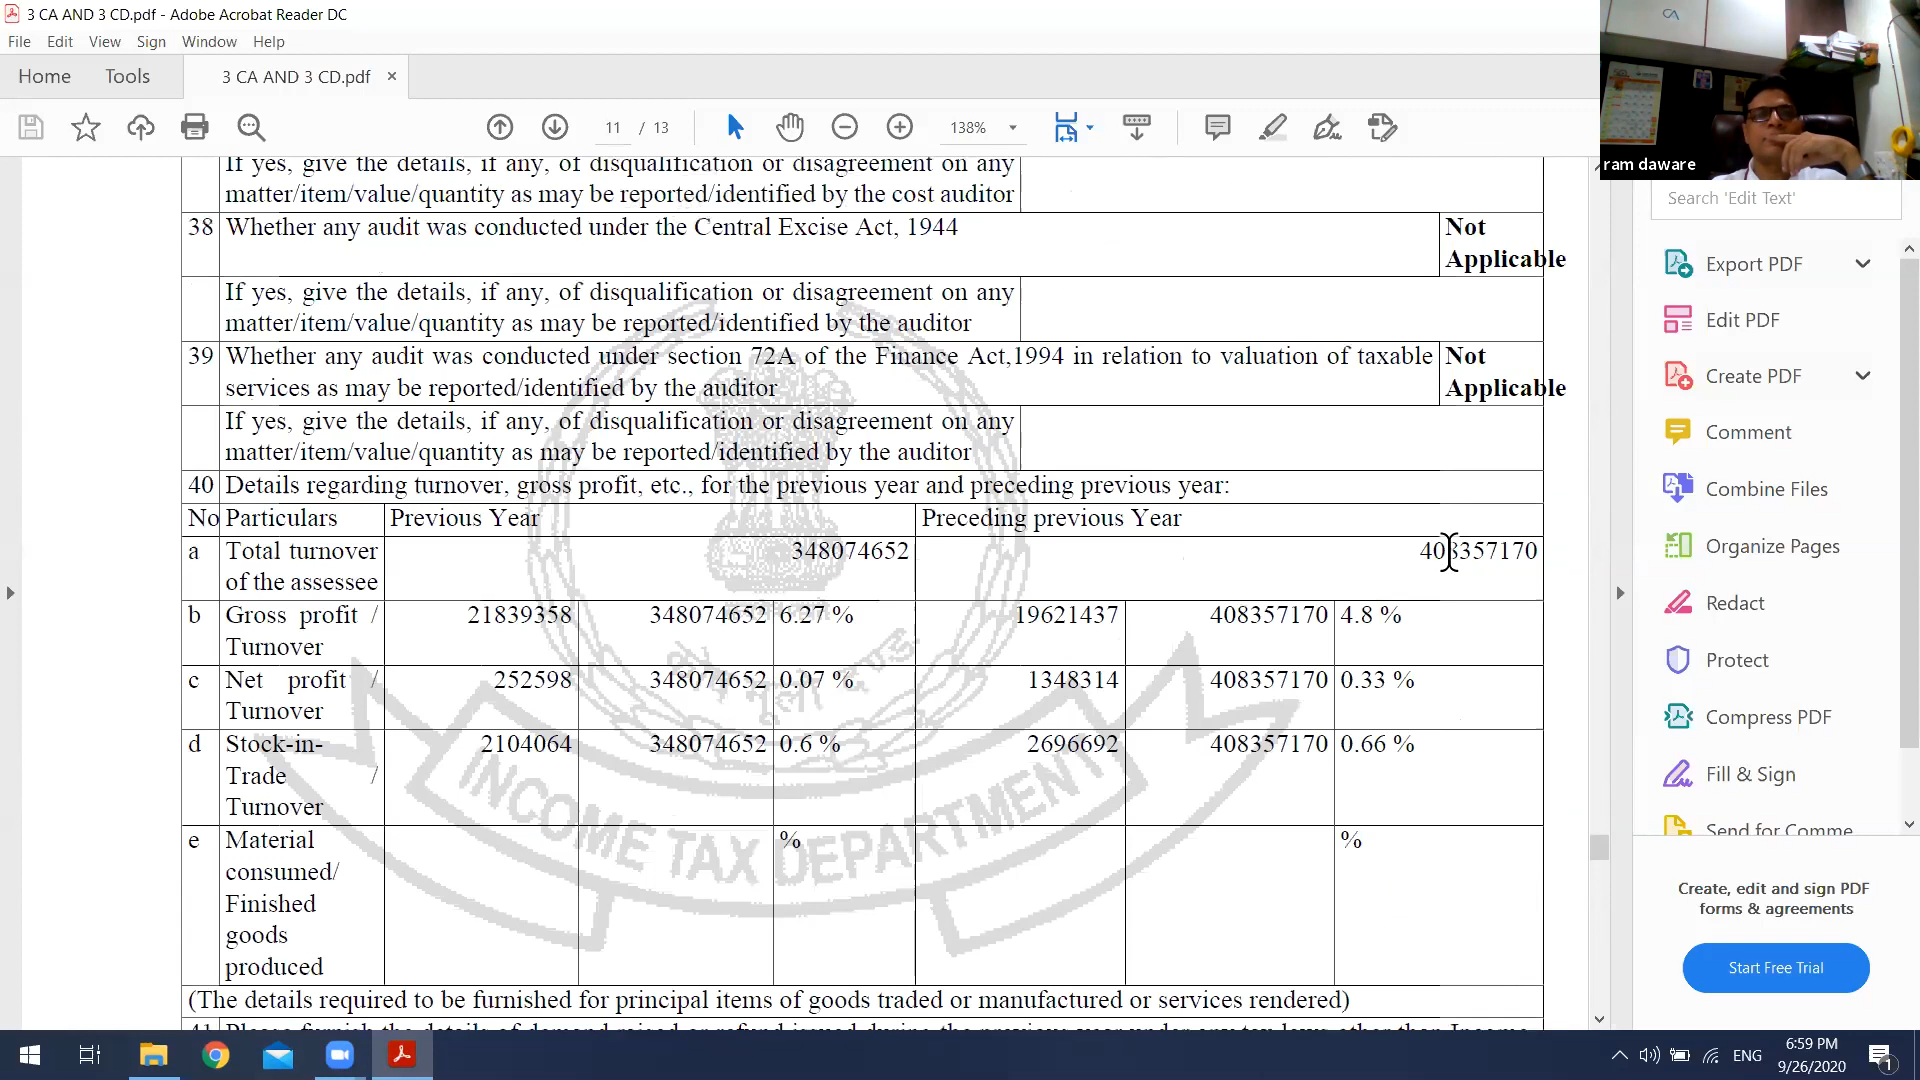 3 CA AND 3 CD.pdf - Adobe Acrobat Reader DC
File Edit View Sign Window Help
Home Tools 3 CA AND 3 CD.pdf ×
11 / 13 138%
CA
ram daware
Search 'Edit Text'
Export PDF
Edit PDF
Create PDF
Comment
Combine Files
Organize Pages
Redact
Protect
Compress PDF
Fill & Sign
Send for Comme
Create, edit and sign PDF
forms & agreements
Start Free Trial
If yes, give the details, if any, of disqualification or disagreement on any
matter/item/value/quantity as may be reported/identified by the cost auditor
38 Whether any audit was conducted under the Central Excise Act, 1944 Not
Applicable
If yes, give the details, if any, of disqualification or disagreement on any
matter/item/value/quantity as may be reported/identified by the auditor
39 Whether any audit was conducted under section 72A of the Finance Act,1994 in relation to valuation of taxable Not
services as may be reported/identified by the auditor Applicable
If yes, give the details, if any, of disqualification or disagreement on any
matter/item/value/quantity as may be reported/identified by the auditor
40 Details regarding turnover, gross profit, etc., for the previous year and preceding previous year:
No Particulars Previous Year Preceding previous Year
a Total turnover 348074652 408357170
of the assessee
b Gross profit / 21839358 348074652 6.27 % 19621437 408357170 4.8 %
Turnover
c Net profit / 252598 348074652 0.07 % 1348314 408357170 0.33 %
Turnover
d Stock-in- 2104064 348074652 0.6 % 2696692 408357170 0.66 %
Trade /
Turnover
e Material % %
consumed/
Finished
goods
produced
(The details required to be furnished for principal items of goods traded or manufactured or services rendered)
INCOME TAX DEPARTMENT
ENG
6:59 PM
9/26/2020
1